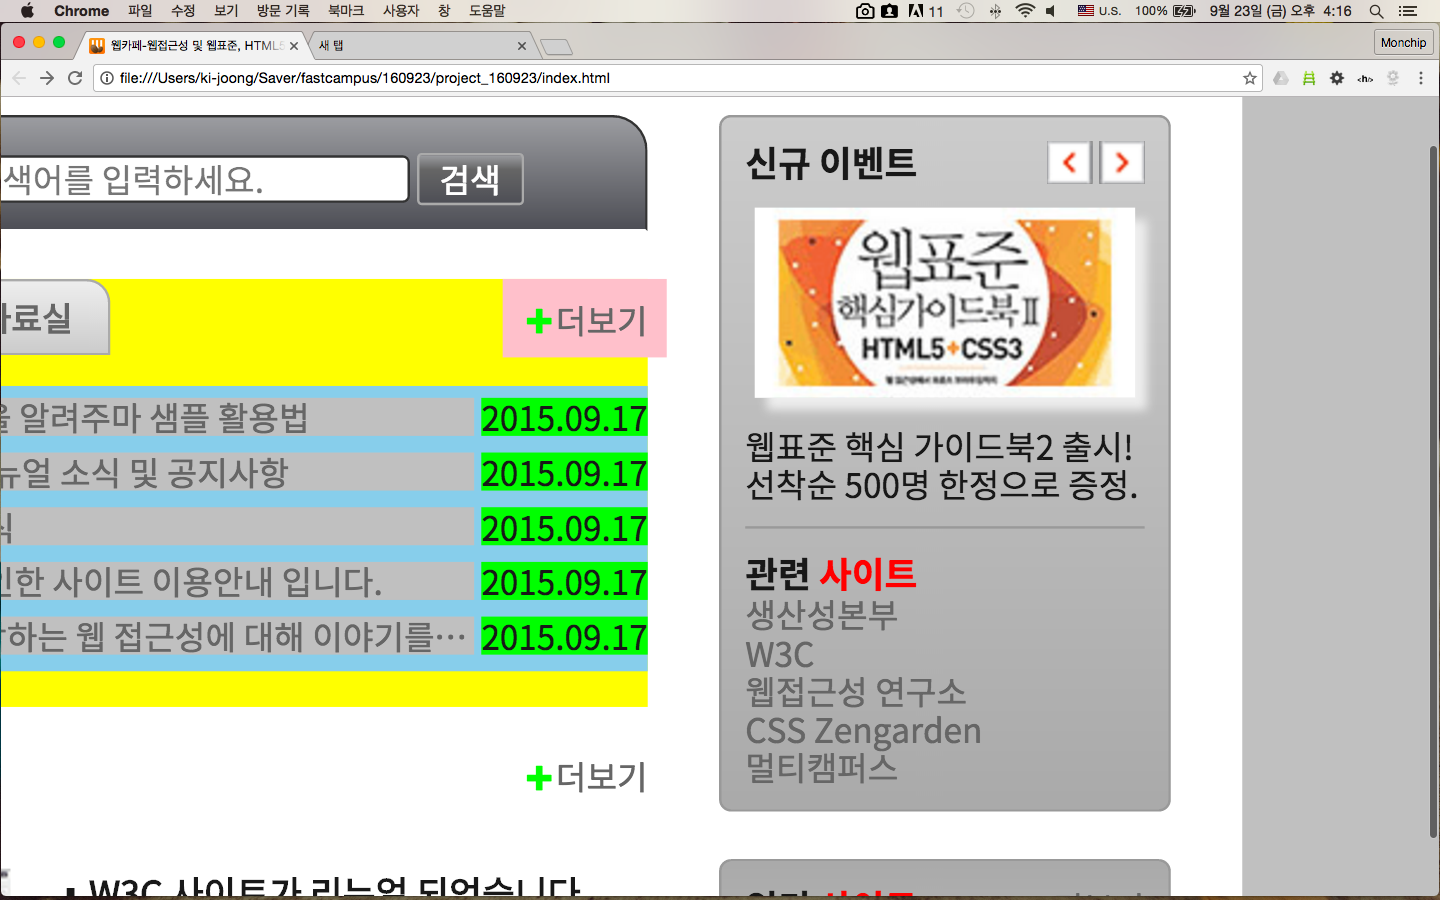 Chrome 파일 수정 보기 방문 기록 북마크 사용자 창 도움말 11 U.S. 100% 9월 23일 (금) 오후 4:16
웹카페-웹접근성 및 웹표준, HTML5
새 탭
Monchip
file:///Users/ki-joong/Saver/fastcampus/160923/project_160923/index.html
색어를 입력하세요.
검색
료실
더보기
알려주마 샘플 활용법 2015.09.17
뉴얼 소식 및 공지사항 2015.09.17
2015.09.17
한 사이트 이용안내 입니다. 2015.09.17
하는 웹 접근성에 대해 이야기를… 2015.09.17
더보기
W3C 사이트가 리뉴얼 되었습니다
신규 이벤트
웹표준
핵심가이드북 II
HTML5+CSS3
웹표준 핵심 가이드북2 출시!
선착순 500명 한정으로 증정.
관련 사이트
생산성본부
W3C
웹접근성 연구소
CSS Zengarden
멀티캠퍼스
사이트